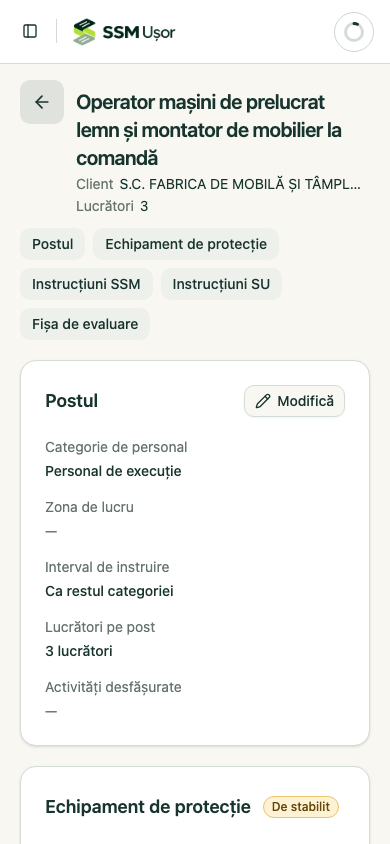 SSM Ușor
Operator mașini de prelucrat
lemn și montator de mobilier la
comandă
Client S.C. FABRICA DE MOBILĂ ȘI TÂMPL...
Lucrători 3
Postul
Echipament de protecție
Instrucțiuni SSM
Instrucțiuni SU
Fișa de evaluare
Postul
Modifică
Categorie de personal
Personal de execuție
Zona de lucru
—
Interval de instruire
Ca restul categoriei
Lucrători pe post
3 lucrători
Activități desfășurate
—
Echipament de protecție
De stabilit